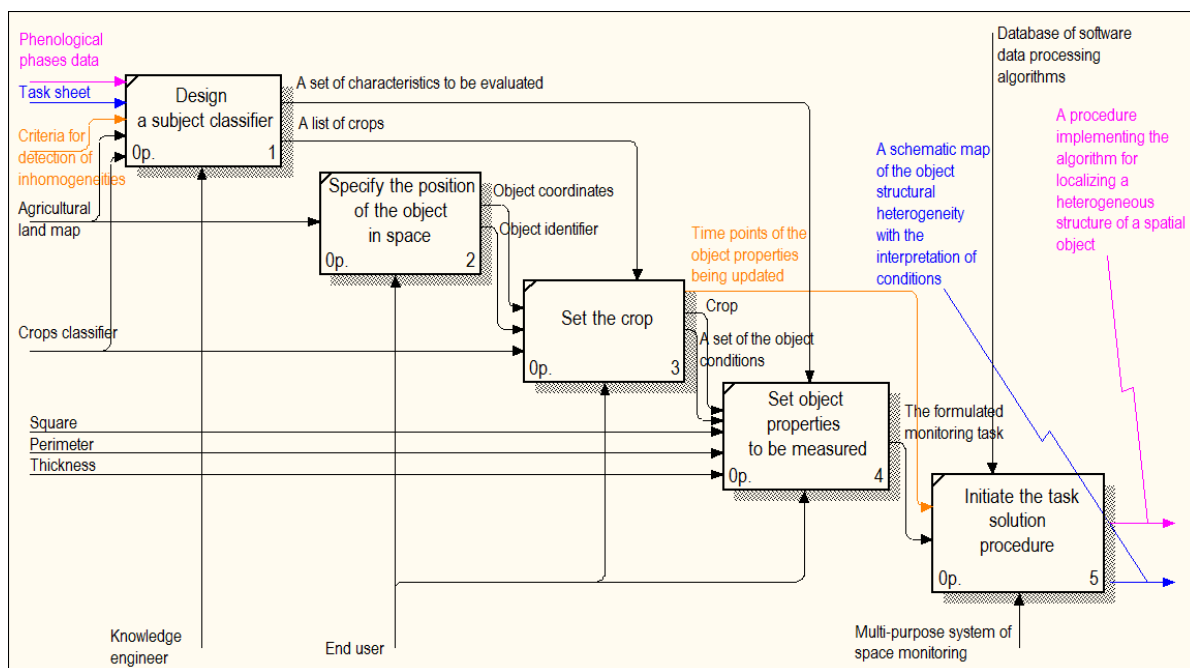 Phenological
phases data
Task sheet
Criteria for
detection of
inhomogeneities
Agricultural
land map
Crops classifier
Square
Perimeter
Thickness
Design
a subject classifier
0p.
1
A set of characteristics to be evaluated
A list of crops
Specify the position
of the object
in space
0p.
2
Object coordinates
Object identifier
Set the crop
0p.
3
Time points of the
object properties
being updated
Crop
A set of the object
conditions
Set object
properties
to be measured
0p.
4
The formulated
monitoring task
Database of software
data processing
algorithms
A schematic map
of the object
structural
heterogeneity
with the
interpretation of
conditions
A procedure
implementing the
algorithm for
localizing a
heterogeneous
structure of a spatial
object
Initiate the task
solution
procedure
0p.
5
Knowledge
engineer
End user
Multi-purpose system of
space monitoring